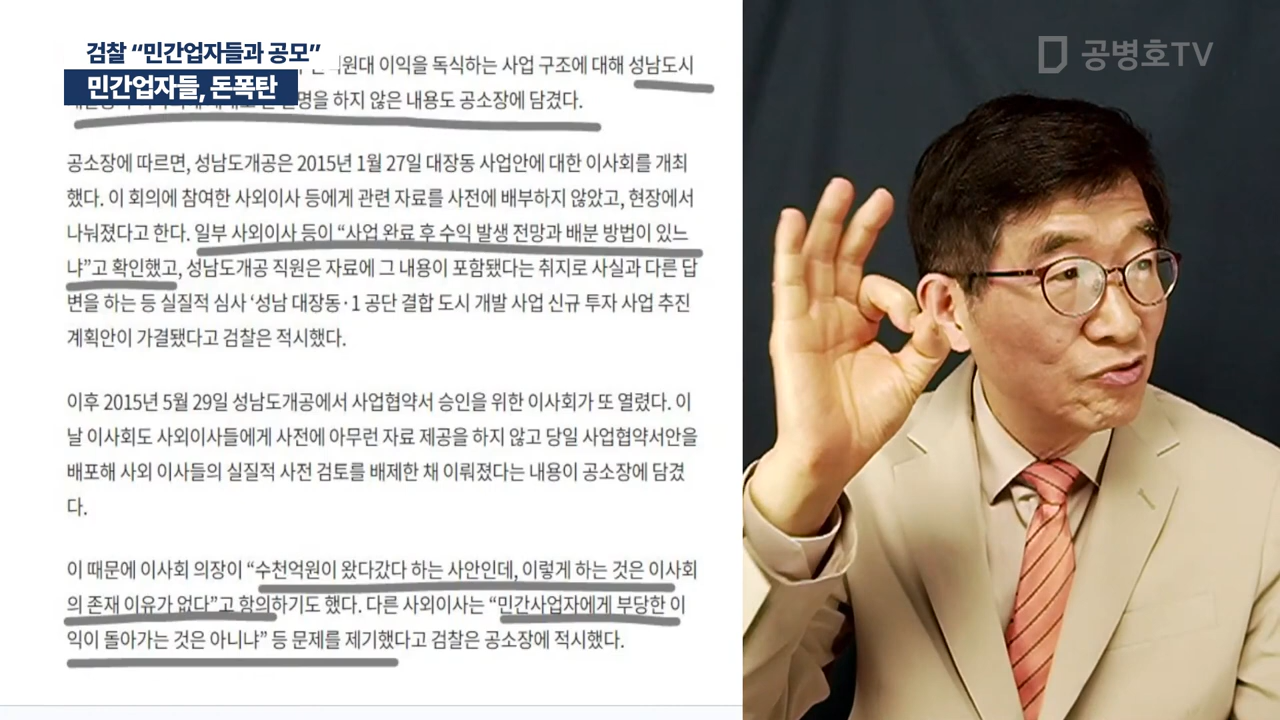 검찰 “민간업자들과 공모”
민간업자들, 돈폭탄
공병호TV
이익을 독식하는 사업 구조에 대해 성남도시
하지 않은 내용도 공소장에 담겼다.
공소장에 따르면, 성남도개공은 2015년 1월 27일 대장동 사업안에 대한 이사회를 개최
했다. 이 회의에 참여한 사외이사 등에게 관련 자료를 사전에 배부하지 않았고, 현장에서
나눠졌다고 한다. 일부 사외이사 등이 “사업 완료 후 수익 발생 전망과 배분 방법이 있느
냐”고 확인했고, 성남도개공 직원은 자료에 그 내용이 포함됐다는 취지로 사실과 다른 답
변을 하는 등 실질적 심사 ‘성남 대장동·1 공단 결합 도시 개발 사업 신규 투자 사업 추진
계획안이 가결됐다고 검찰은 적시했다.
이후 2015년 5월 29일 성남도개공에서 사업협약서 승인을 위한 이사회가 또 열렸다. 이
날 이사회도 사외이사들에게 사전에 아무런 자료 제공을 하지 않고 당일 사업협약서안을
배포해 사외 이사들의 실질적 사전 검토를 배제한 채 이뤄졌다는 내용이 공소장에 담겼
다.
이 때문에 이사회 의장이 “수천억원이 왔다갔다 하는 사안인데, 이렇게 하는 것은 이사회
의 존재 이유가 없다”고 항의하기도 했다. 다른 사외이사는 “민간사업자에게 부당한 이
익이 돌아가는 것은 아니냐” 등 문제를 제기했다고 검찰은 공소장에 적시했다.